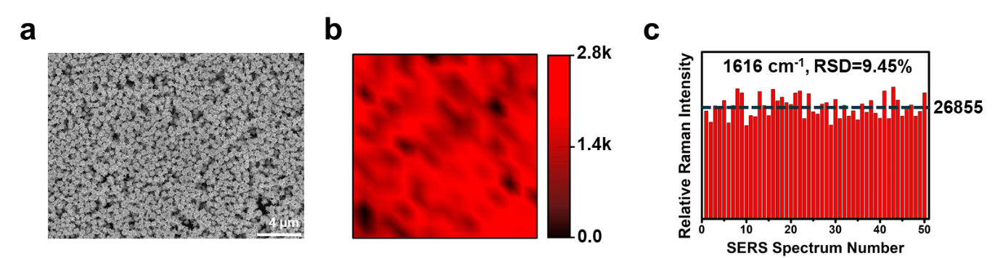 a
b
c
4 μm
2.8k
1.4k
0.0
Relative Raman Intensity
1616 cm⁻¹, RSD=9.45%
26855
0 10 20 30 40 50
SERS Spectrum Number